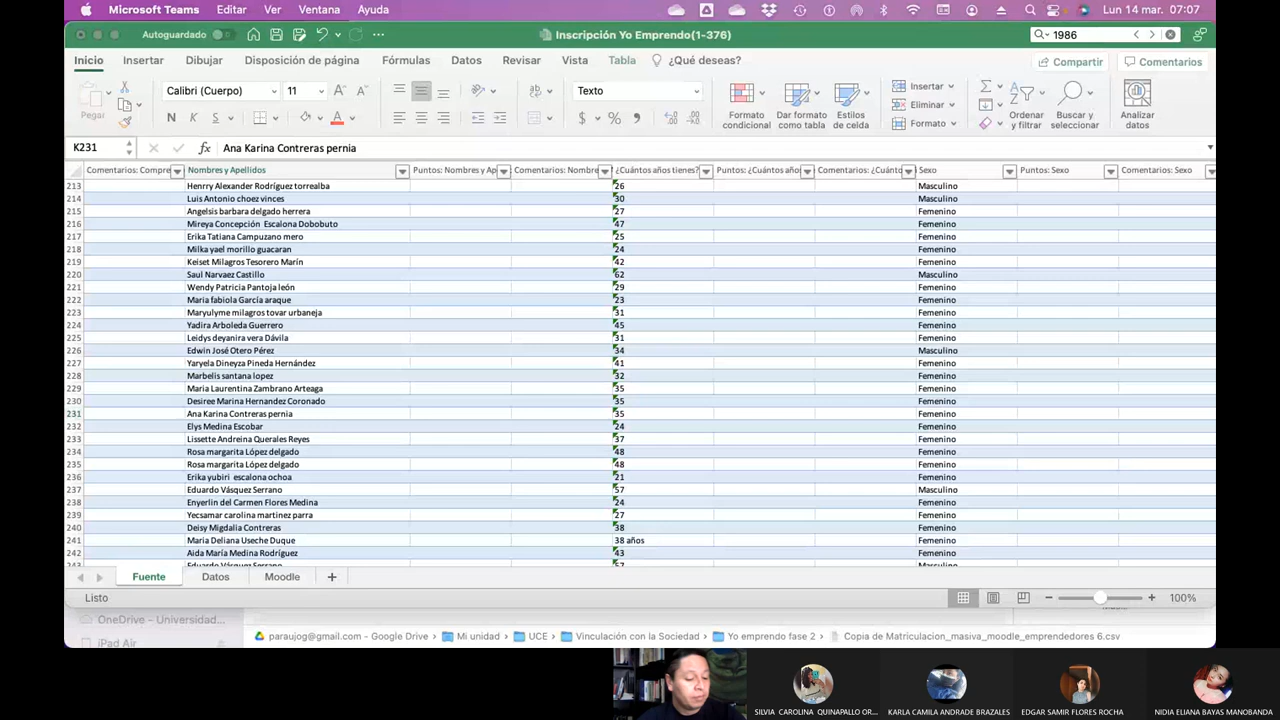 Microsoft Teams Editar Ver Ventana Ayuda Lun 14 mar. 07:07
Autoguardado Inscripción Yo Emprendo(1-376) 1986
Inicio Insertar Dibujar Disposición de página Fórmulas Datos Revisar Vista Tabla ¿Qué deseas? Compartir Comentarios
Pegar Calibri (Cuerpo) 11 Texto Formato condicional Dar formato como tabla Estilos de celda Insertar Eliminar Formato Ordenar y filtrar Buscar y seleccionar Analizar datos
K231 fx Ana Karina Contreras pernia
Comentarios: Compre Nombres y Apellidos Puntos: Nombres y Ap Comentarios: Nombre ¿Cuántos años tienes? Puntos: ¿Cuántos año Comentarios: ¿Cuánto Sexo Puntos: Sexo Comentarios: Sexo
213 Henrry Alexander Rodríguez torrealba 26 Masculino
214 Luis Antonio choez vinces 30 Masculino
215 Angelsis barbara delgado herrera 27 Femenino
216 Mireya Concepción Escalona Dobobuto 47 Femenino
217 Erika Tatiana Campuzano mero 25 Femenino
218 Milka yael morillo guacaran 24 Femenino
219 Keiset Milagros Tesorero Marín 42 Femenino
220 Saul Narvaez Castillo 62 Masculino
221 Wendy Patricia Pantoja león 29 Femenino
222 Maria fabiola García araque 23 Femenino
223 Maryulyme milagros tovar urbaneja 31 Femenino
224 Yadira Arboleda Guerrero 45 Femenino
225 Leidys deyanira vera Dávila 31 Femenino
226 Edwin José Otero Pérez 34 Masculino
227 Yaryela Dineyza Pineda Hernández 41 Femenino
228 Marbelis santana lopez 32 Femenino
229 Maria Laurentina Zambrano Arteaga 35 Femenino
230 Desiree Marina Hernandez Coronado 35 Femenino
231 Ana Karina Contreras pernia 35 Femenino
232 Elys Medina Escobar 24 Femenino
233 Lissette Andreina Querales Reyes 37 Femenino
234 Rosa margarita López delgado 48 Femenino
235 Rosa margarita López delgado 48 Femenino
236 Erika yubiri escalona ochoa 21 Femenino
237 Eduardo Vásquez Serrano 57 Masculino
238 Enyerlin del Carmen Flores Medina 24 Femenino
239 Yecsamar carolina martinez parra 27 Femenino
240 Deisy Migdalia Contreras 38 Femenino
241 Maria Deliana Useche Duque 38 años Femenino
242 Aida María Medina Rodríguez 43 Femenino
243 Eduardo Vásquez Serrano 57 Masculino
Fuente Datos Moodle
Listo 100%
OneDrive – Universidad...
iPad Air paraujog@gmail.com - Google Drive Mi unidad UCE Vinculación con la Sociedad Yo emprendo fase 2 Copia de Matriculacion_masiva_moodle_emprendedores 6.csv
SILVIA CAROLINA QUINAPALLO OR... KARLA CAMILA ANDRADE BRAZALES EDGAR SAMIR FLORES ROCHA NIDIA ELIANA BAYAS MANOBANDA